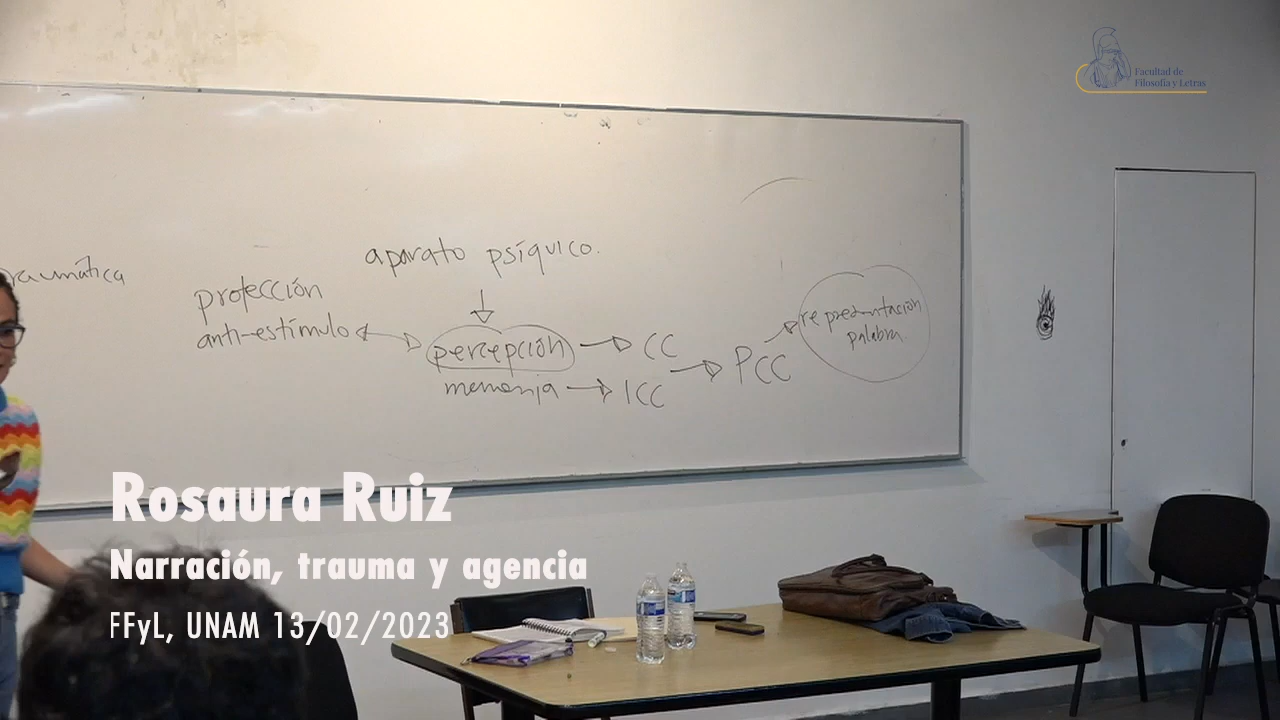 Facultad de
Filosofía y Letras
aparato psíquico.
raumática
protección
anti-estímulo
percepción
CC
memoria
ICC
PCC
representación
palabra.
Rosaura Ruiz
Narración, trauma y agencia
FFyL, UNAM 13/02/2023